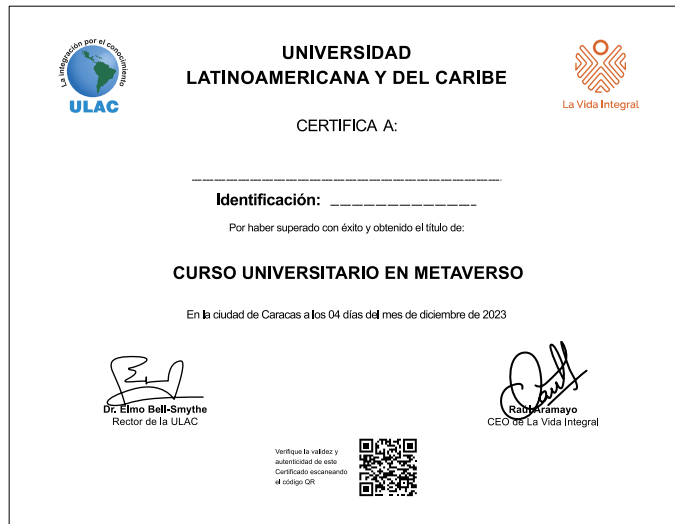 La integración por el conocimiento
ULAC
UNIVERSIDAD
LATINOAMERICANA Y DEL CARIBE
La Vida Integral
CERTIFICA A:
Identificación:
Por haber superado con éxito y obtenido el título de:
CURSO UNIVERSITARIO EN METAVERSO
En la ciudad de Caracas a los 04 días del mes de diciembre de 2023
Dr. Elmo Bell-Smythe
Rector de la ULAC
Raúl Aramayo
CEO de La Vida Integral
Verifique la validez y
autenticidad de este
Certificado escaneando
el código QR